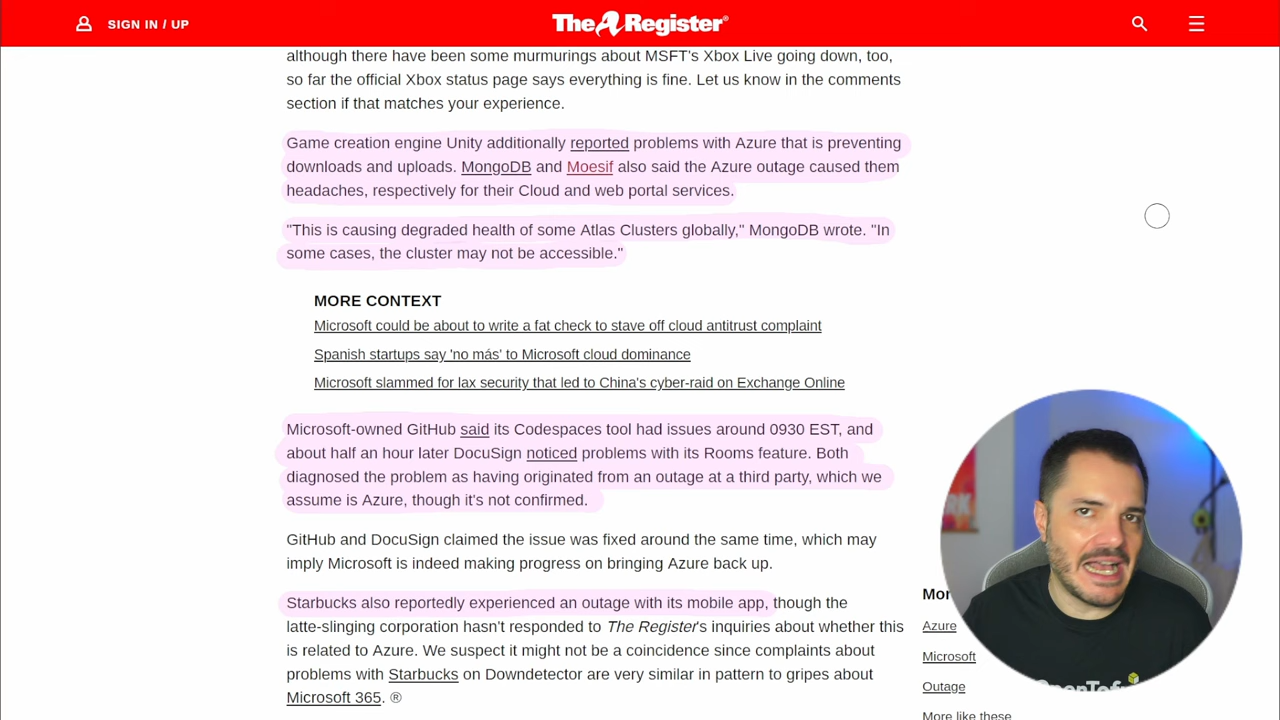 SIGN IN / UP
The Register®
although there have been some murmurings about MSFT's Xbox Live going down, too,
so far the official Xbox status page says everything is fine. Let us know in the comments
section if that matches your experience.
Game creation engine Unity additionally reported problems with Azure that is preventing
downloads and uploads. MongoDB and Moesif also said the Azure outage caused them
headaches, respectively for their Cloud and web portal services.
"This is causing degraded health of some Atlas Clusters globally," MongoDB wrote. "In
some cases, the cluster may not be accessible."
MORE CONTEXT
Microsoft could be about to write a fat check to stave off cloud antitrust complaint
Spanish startups say 'no más' to Microsoft cloud dominance
Microsoft slammed for lax security that led to China's cyber-raid on Exchange Online
Microsoft-owned GitHub said its Codespaces tool had issues around 0930 EST, and
about half an hour later DocuSign noticed problems with its Rooms feature. Both
diagnosed the problem as having originated from an outage at a third party, which we
assume is Azure, though it's not confirmed.
GitHub and DocuSign claimed the issue was fixed around the same time, which may
imply Microsoft is indeed making progress on bringing Azure back up.
Starbucks also reportedly experienced an outage with its mobile app, though the
latte-slinging corporation hasn't responded to The Register's inquiries about whether this
is related to Azure. We suspect it might not be a coincidence since complaints about
problems with Starbucks on Downdetector are very similar in pattern to gripes about
Microsoft 365. ®
Azure
Microsoft
Outage
More like these